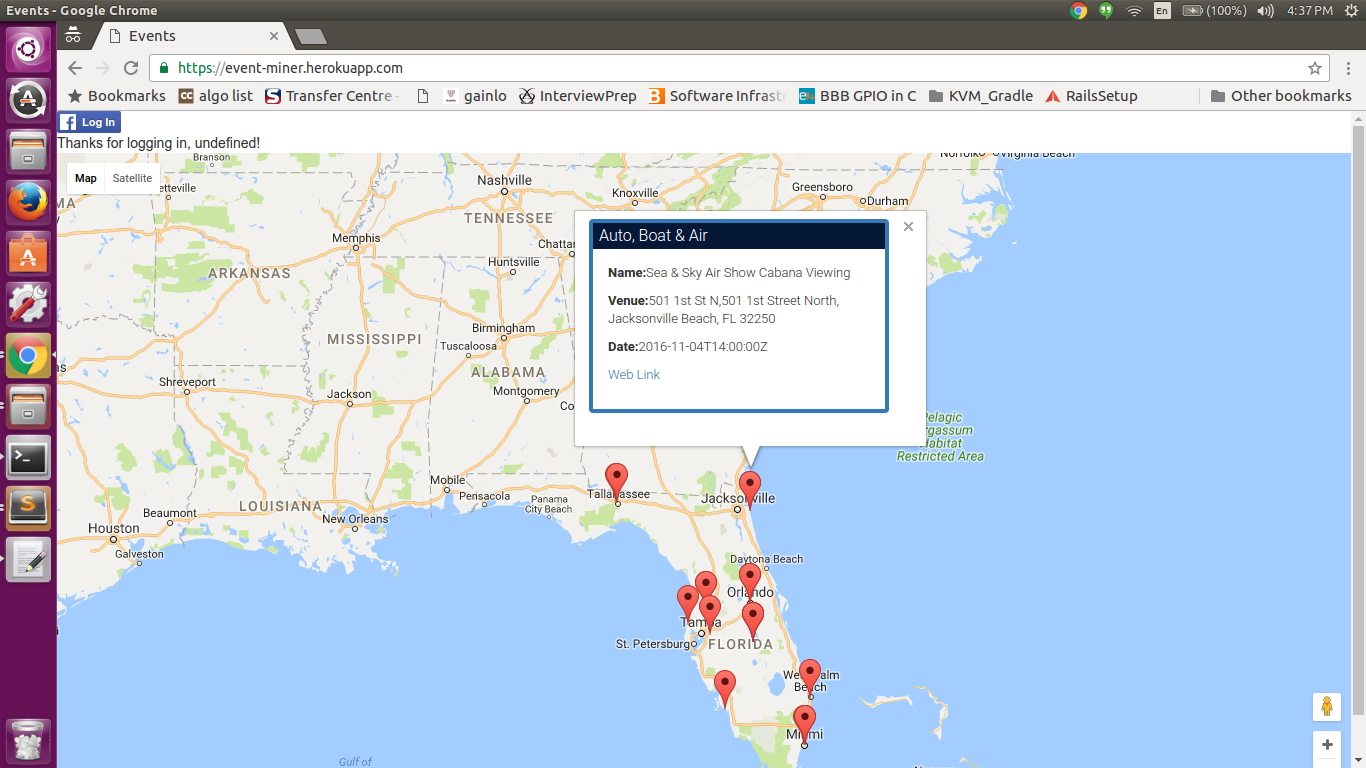 Events - Google Chrome
En
(100%)
4:37 PM
Events
https://event-miner.herokuapp.com
Bookmarks
algo list
Transfer Centre -
gainlo
InterviewPrep
Software Infrast
BBB GPIO in C
KVM_Gradle
RailsSetup
Other bookmarks
f Log In
Thanks for logging in, undefined!
Map
Satellite
Branson
Norfolk
Virginia Beach
etteville
Nashville
Knoxville
Greensboro
Durham
MA
TENNESSEE
Memphis
Chattan
Huntsville
ARKANSAS
Auto, Boat & Air
Name:Sea & Sky Air Show Cabana Viewing
Venue:501 1st St N,501 1st Street North,
Jacksonville Beach, FL 32250
Date:2016-11-04T14:00:00Z
Web Link
Birmingham
Tuscaloosa
MISSISSIPPI
ALABAMA
Shreveport
Jackson
Montgomery
Co
Pelagic
rgassum
Habitat
Restricted Area
Mobile
Pensacola
Panama
City Beach
Tallahassee
Jacksonville
LOUISIANA
Beaumont
New Orleans
Houston
Galveston
Daytona Beach
Orlando
Tampa
St. Petersburg
FLORIDA
West Palm
Beach
Miami
Gulf of